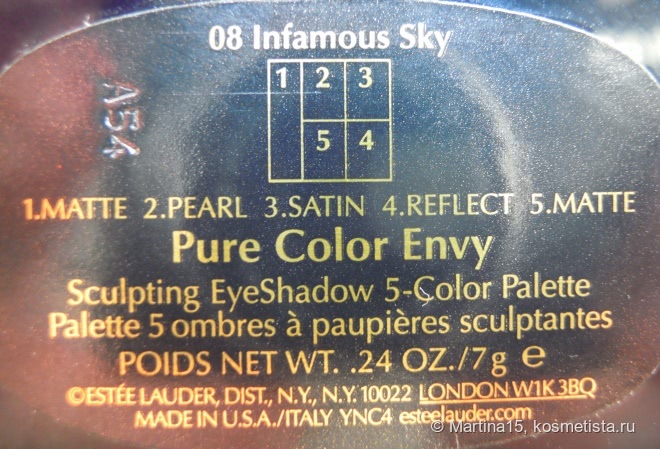 08 Infamous Sky
1 2 3
5 4
A54
1.MATTE 2.PEARL 3.SATIN 4.REFLECT 5.MATTE
Pure Color Envy
Sculpting EyeShadow 5-Color Palette
Palette 5 ombres à paupières sculptantes
POIDS NET WT. .24 OZ./7g e
©ESTÉE LAUDER, DIST., N.Y., N.Y. 10022 LONDON W1K 3BQ
MADE IN U.S.A./ITALY YNC4 esteelauder.com
© Martina15, kosmetista.ru